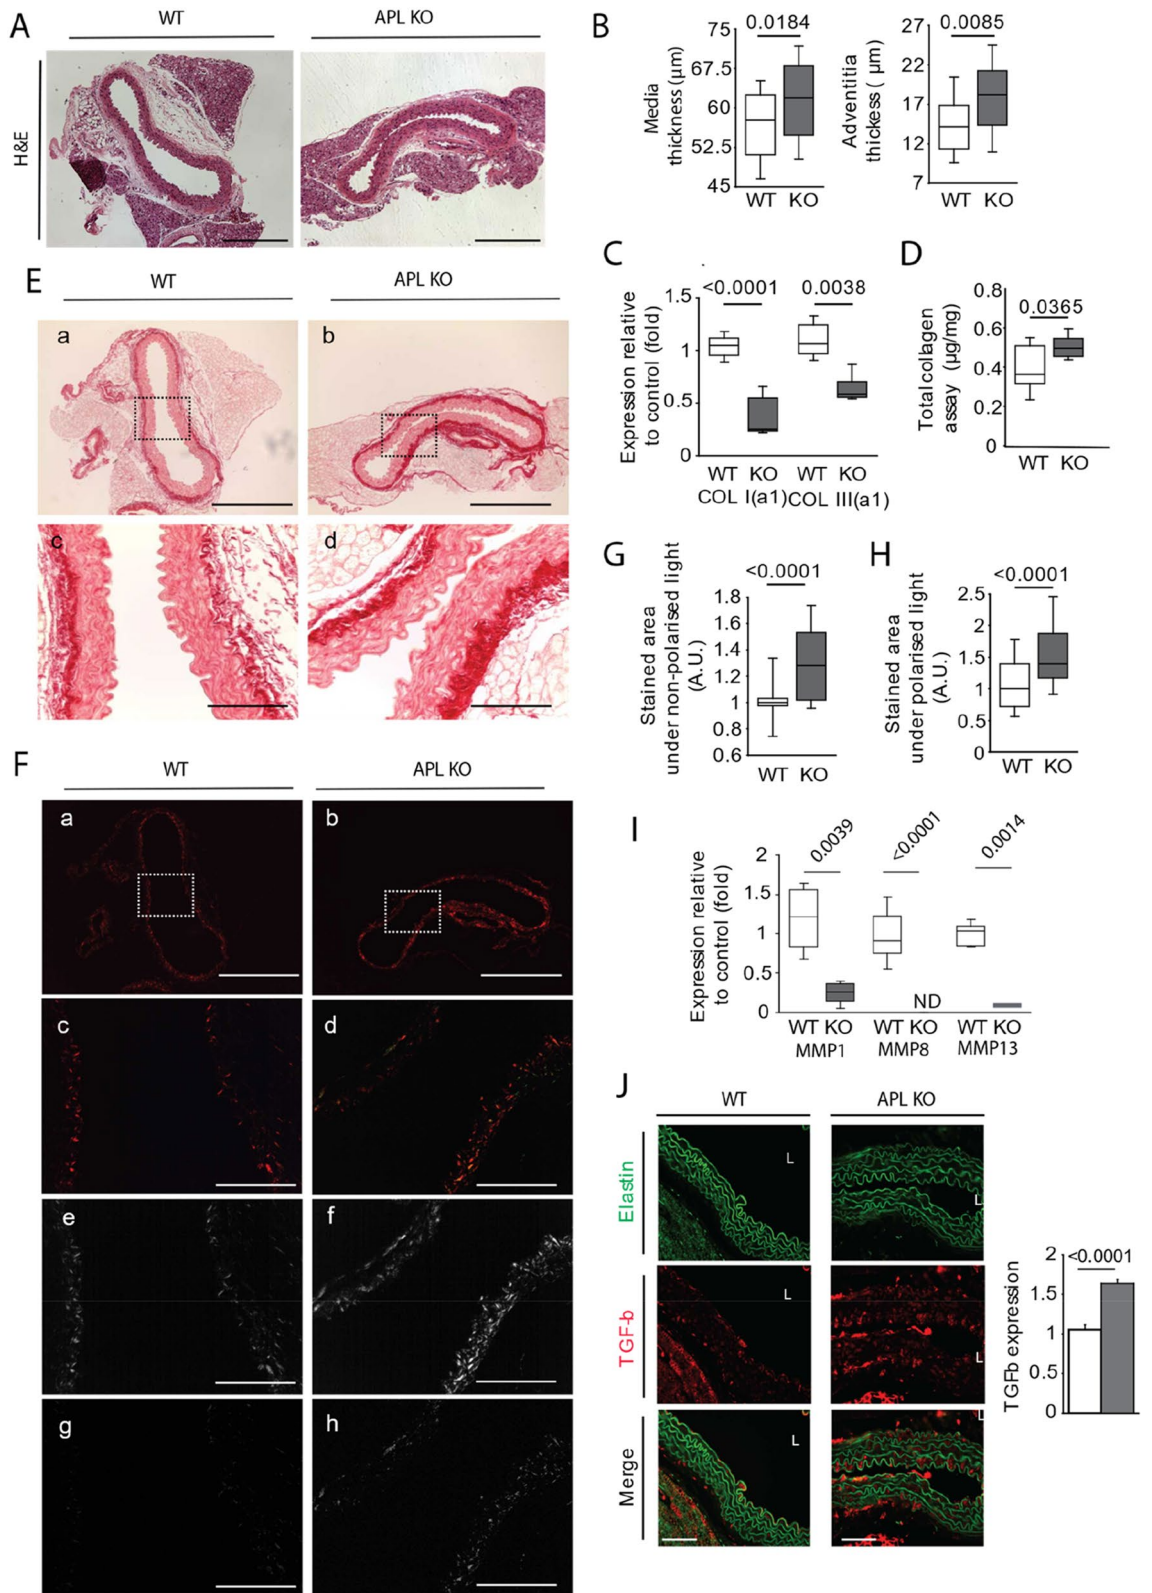 A
WT
APL KO
H&E
B
Media
thickness (µm)
75
67.5
60
52.5
45
0.0184
WT KO
Adventitia
thickess ( µm)
27
22
17
12
7
0.0085
WT KO
C
Expression relative
to control (fold)
1.5
1
0.5
0
<0.0001
0.0038
WT KO WT KO
COL I(a1) COL III(a1)
D
Total collagen
assay (µg/mg)
0.8
0.6
0.4
0.2
0
0.0365
WT KO
E
WT
APL KO
a
b
c
d
F
WT
APL KO
a
b
c
d
e
f
g
h
G
Stained area
under non-polarised light
(A.U.)
<0.0001
1.8
1.6
1.4
1.2
1
0.8
0.6
WT KO
H
Stained area
under polarised light
(A.U.)
<0.0001
2.5
2
1.5
1
0.5
0
WT KO
I
Expression relative
to control (fold)
2
1.5
1
0.5
0
0.0039
<0.0001
0.0014
ND
WT KO WT KO WT KO
MMP1 MMP8 MMP13
J
WT
APL KO
Elastin
L
L
TGF-b
L
L
Merge
L
L
TGFb expression
2
1.5
1
0.5
0
<0.0001